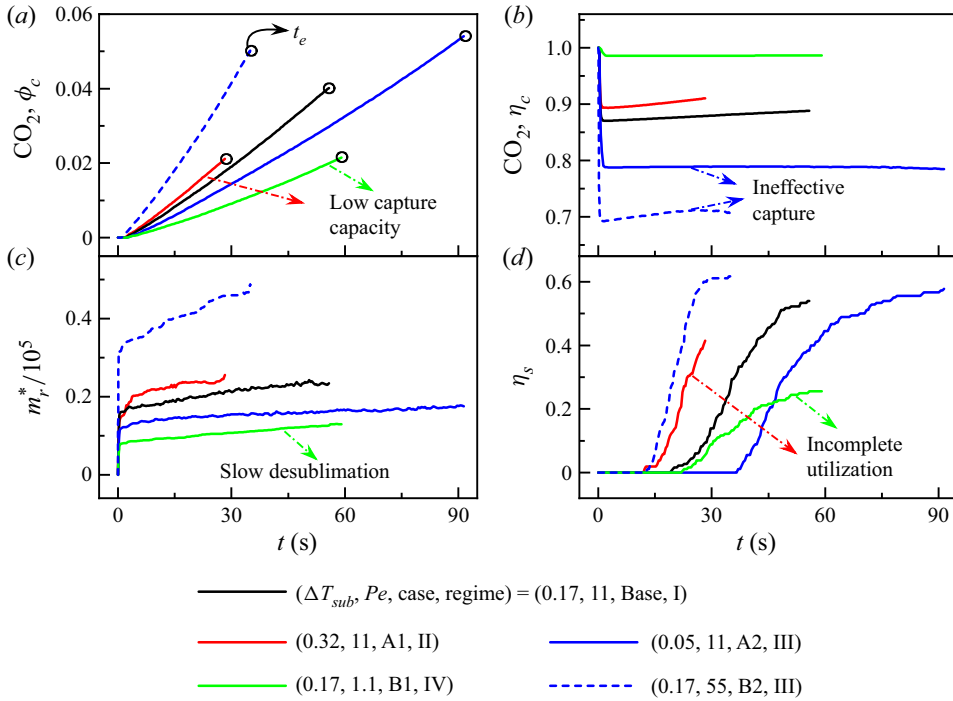 (a)
0.06
0.04
0.02
0
CO2, ϕc
te
Low capture
capacity
(b)
1.0
0.9
0.8
0.7
CO2, ηc
Ineffective
capture
(c)
0.4
0.2
0
m*r/10^5
Slow desublimation
0 30 60 90
t (s)
(d)
0.6
0.4
0.2
0
ηs
Incomplete
utilization
0 30 60 90
t (s)
(ΔTsub, Pe, case, regime) = (0.17, 11, Base, I)
(0.32, 11, A1, II)
(0.05, 11, A2, III)
(0.17, 1.1, B1, IV)
(0.17, 55, B2, III)